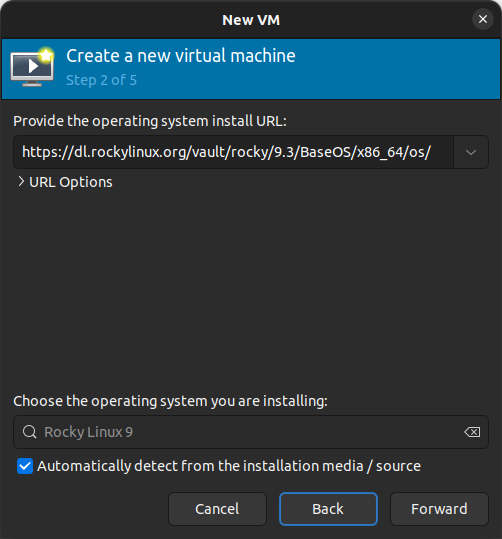 New VM
Create a new virtual machine
Step 2 of 5
Provide the operating system install URL:
https://dl.rockylinux.org/vault/rocky/9.3/BaseOS/x86_64/os/
URL Options
Choose the operating system you are installing:
Rocky Linux 9
Automatically detect from the installation media / source
Cancel
Back
Forward